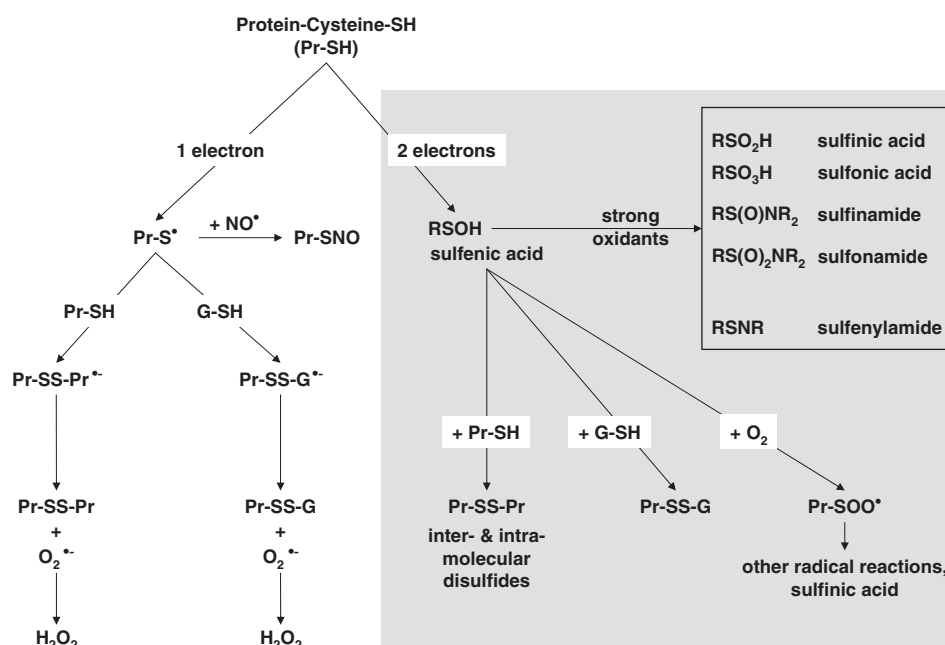 Protein-Cysteine-SH
(Pr-SH)
1 electron
2 electrons
Pr-S•
+ NO•
Pr-SNO
RSOH
sulfenic acid
strong
oxidants
RSO₂H sulfinic acid
RSO₃H sulfonic acid
RS(O)NR₂ sulfinamide
RS(O)₂NR₂ sulfonamide
RSNR sulfenylamide
Pr-SH
G-SH
Pr-SS-Pr•-
Pr-SS-G•-
+ Pr-SH
+ G-SH
+ O₂
Pr-SS-Pr
+
O₂•-
H₂O₂
Pr-SS-G
+
O₂•-
H₂O₂
Pr-SS-Pr
inter- & intra-
molecular
disulfides
Pr-SS-G
Pr-SOO•
other radical reactions,
sulfinic acid